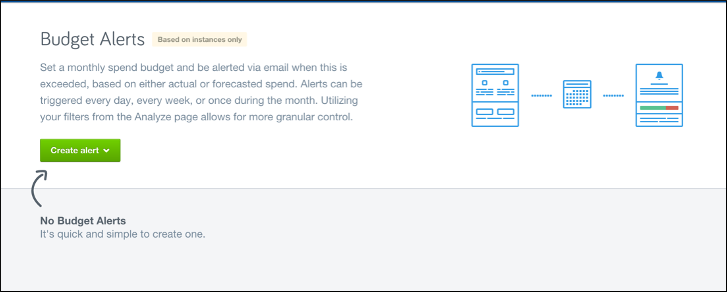 Budget Alerts Based on instances only
Set a monthly spend budget and be alerted via email when this is
exceeded, based on either actual or forecasted spend. Alerts can be
triggered every day, every week, or once during the month. Utilizing
your filters from the Analyze page allows for more granular control.
Create alert
No Budget Alerts
It's quick and simple to create one.